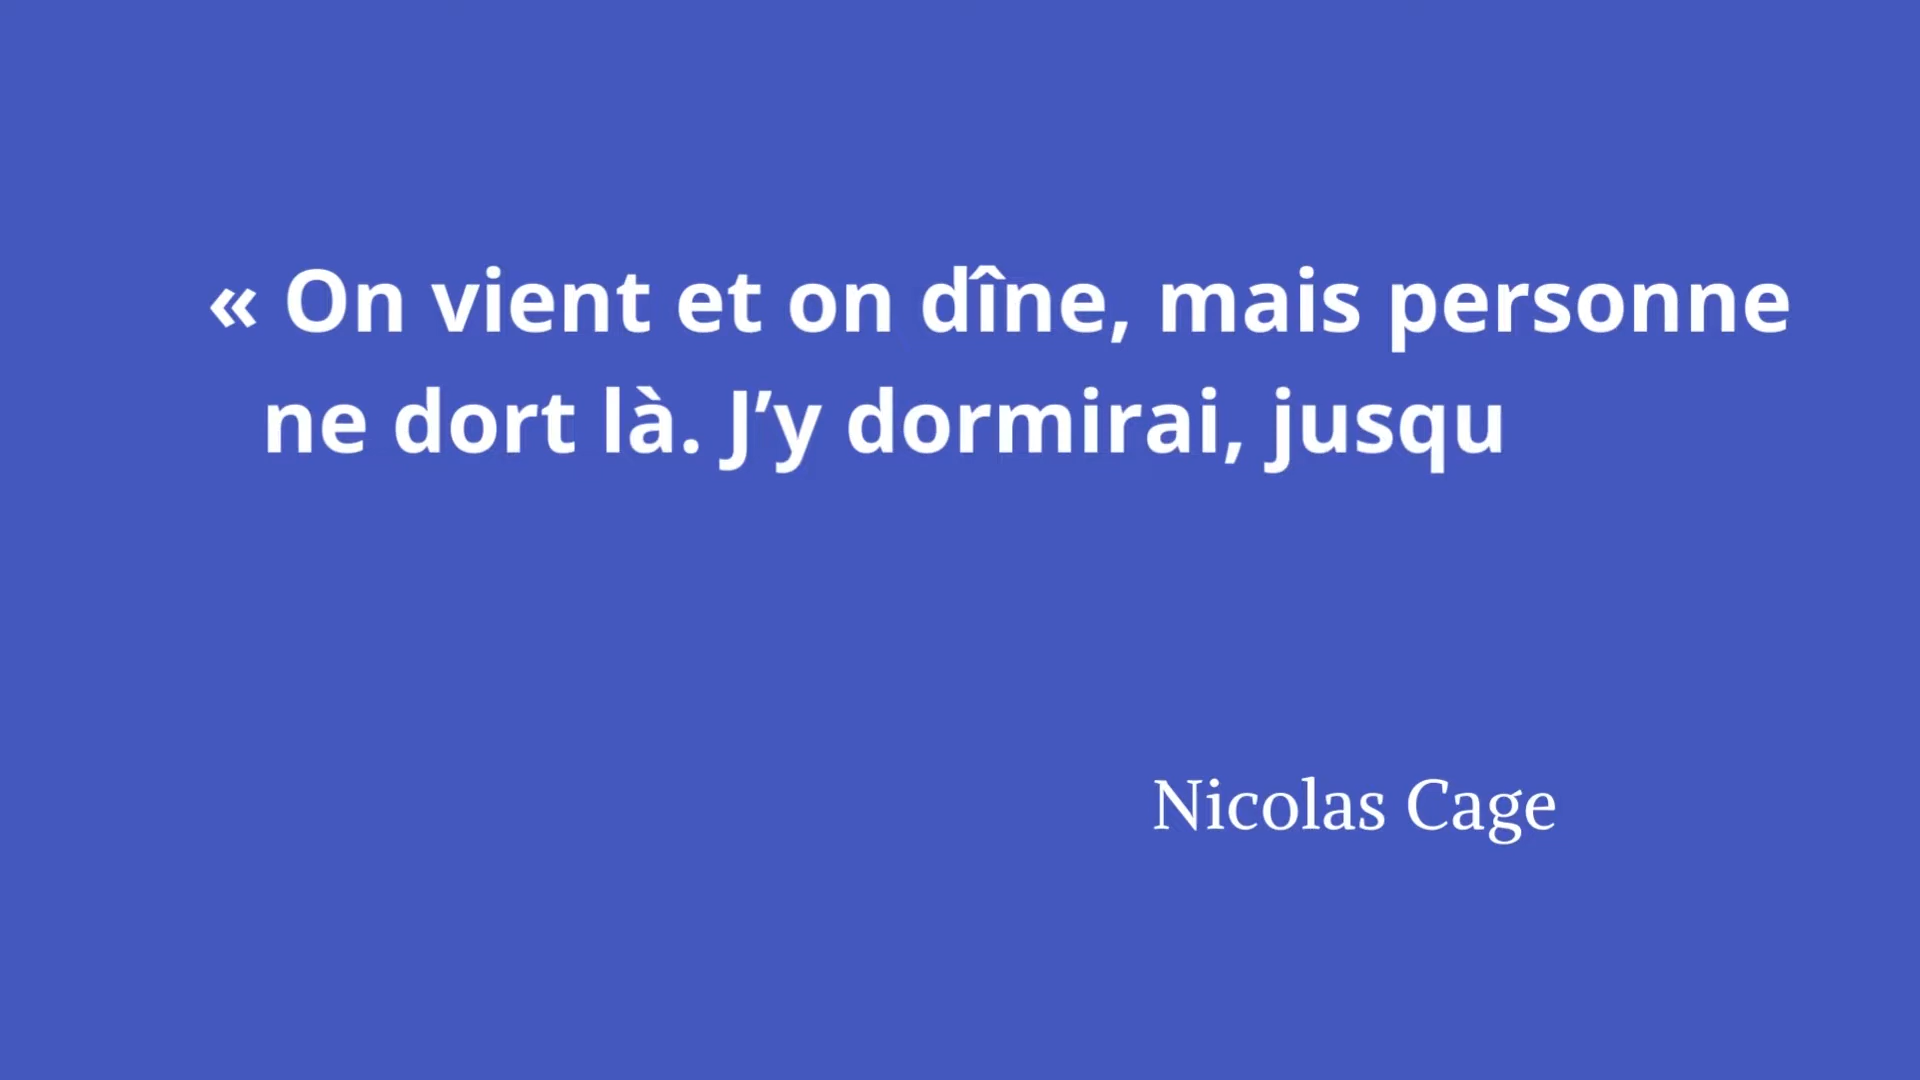 « On vient et on dîne, mais personne
ne dort là. J’y dormirai, jusqu
Nicolas Cage